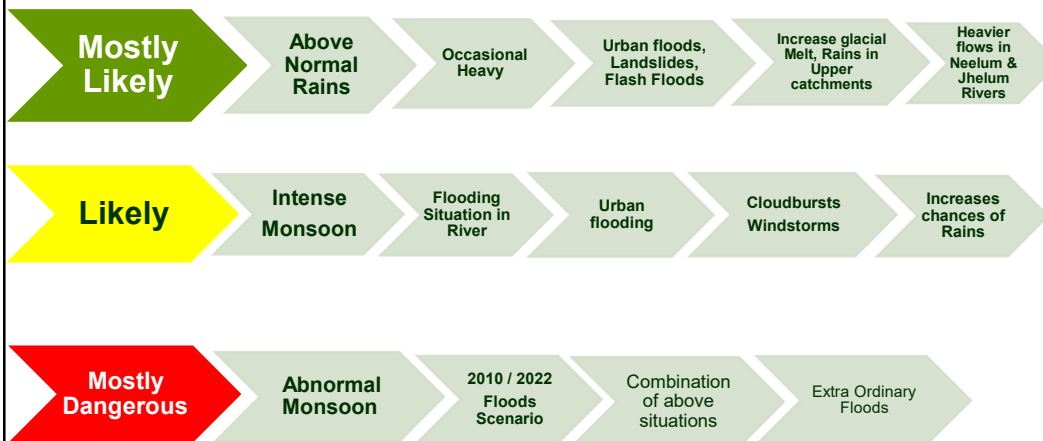 Mostly
Likely
Above
Normal
Rains
Occasional
Heavy
Urban floods,
Landslides,
Flash Floods
Increase glacial
Melt, Rains in
Upper
catchments
Heavier
flows in
Neelum &
Jhelum
Rivers
Likely
Intense
Monsoon
Flooding
Situation in
River
Urban
flooding
Cloudbursts
Windstorms
Increases
chances of
Rains
Mostly
Dangerous
Abnormal
Monsoon
2010 / 2022
Floods
Scenario
Combination
of above
situations
Extra Ordinary
Floods